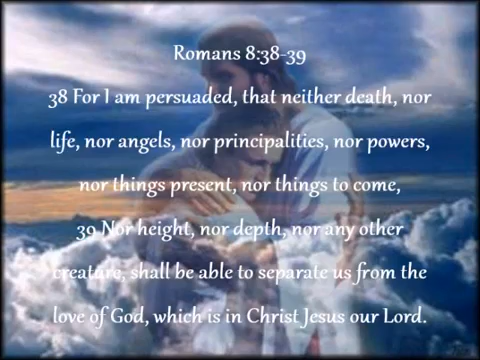 Romans 8:38-39
38 For I am persuaded, that neither death, nor
life, nor angels, nor principalities, nor powers,
nor things present, nor things to come,
39 Nor height, nor depth, nor any other
creature, shall be able to separate us from the
love of God, which is in Christ Jesus our Lord.